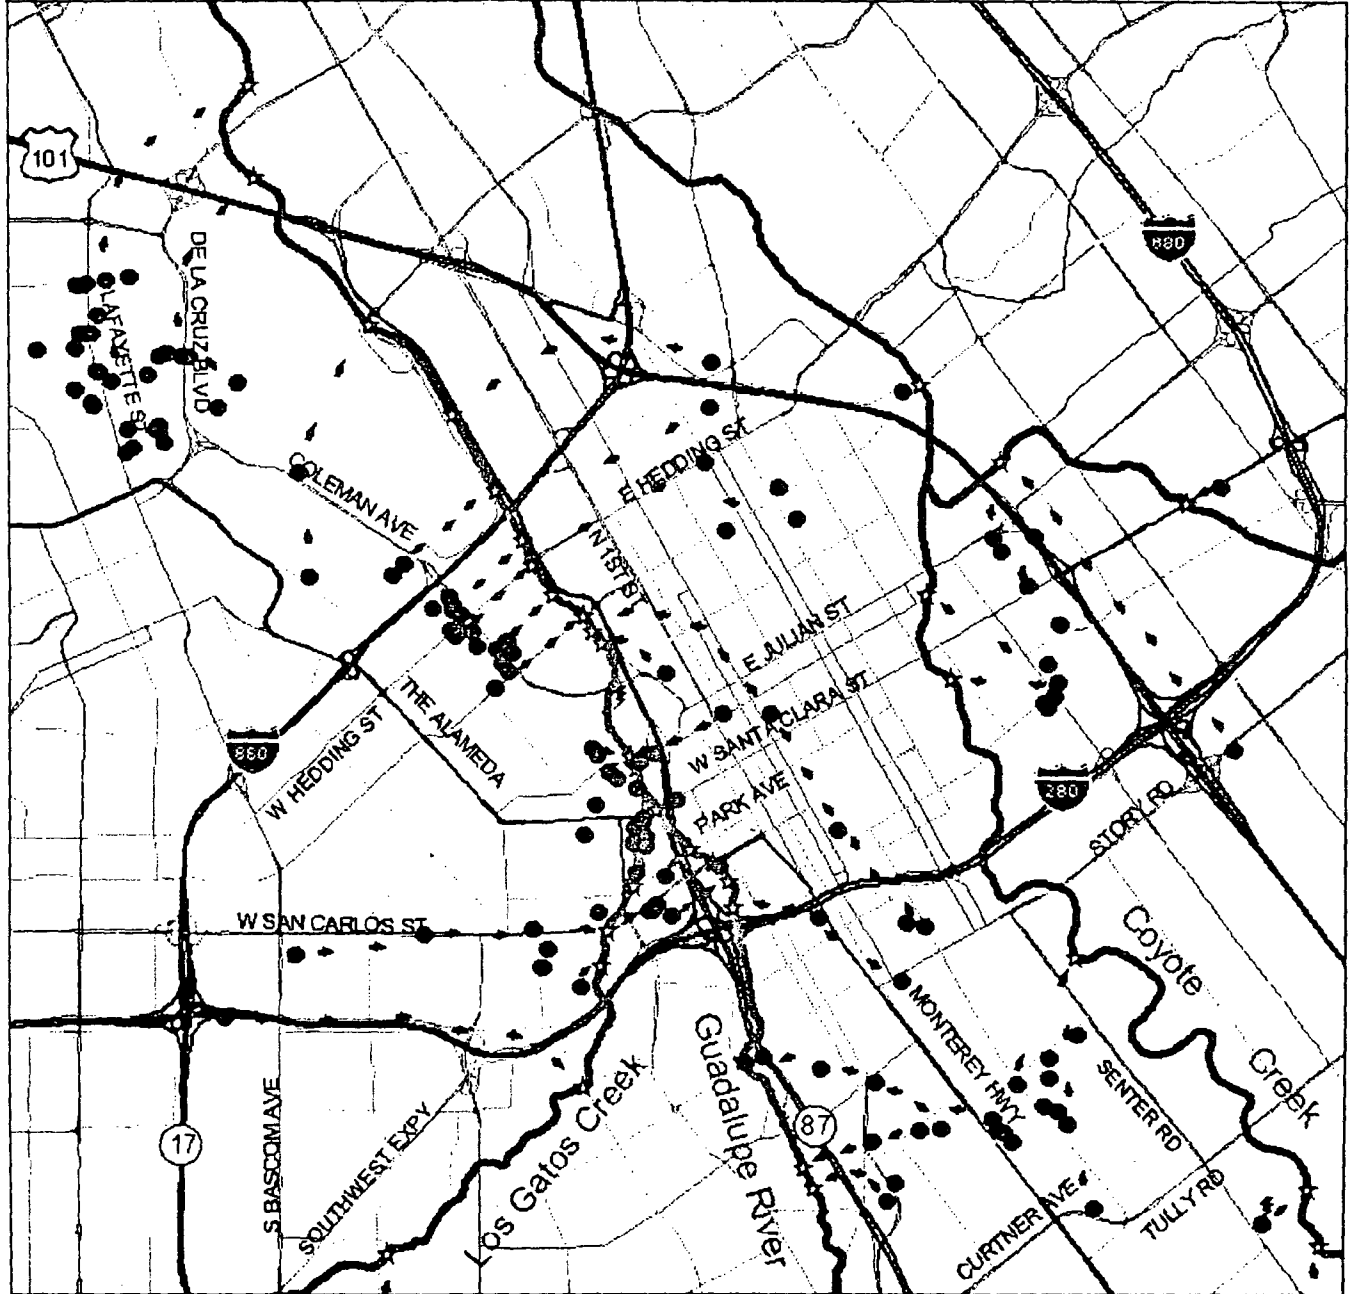 101
880
DE LA CRUZ BLVD
LAFAYETTE ST
E HEDDING ST
COLEMAN AVE
N 1ST ST
E JULIAN ST
W SANTA CLARA ST
THE ALAMEDA
W HEDDING ST
880
280
PARK AVE
STORY RD
W SAN CARLOS ST
Coyote
Creek
MONTEREY HWY
SENTER RD
Guadalupe River
Los Gatos Creek
S BASCOM AVE
SOUTHWEST EXPY
17
87
CURTNER AVE
TULLY RD